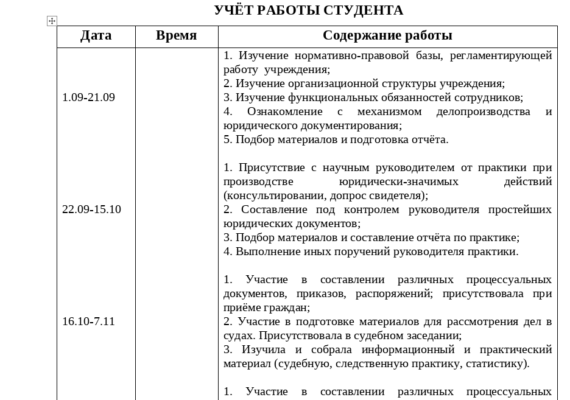 УЧЁТ РАБОТЫ СТУДЕНТА
Дата Время Содержание работы
1. Изучение нормативно-правовой базы, регламентирующей
работу учреждения;
2. Изучение организационной структуры учреждения;
1.09-21.09
3. Изучение функциональных обязанностей сотрудников;
4. Ознакомление с механизмом делопроизводства и
юридического документирования;
5. Подбор материалов и подготовка отчёта.
1. Присутствие с научным руководителем от практики при
производстве юридически-значимых действий
(консультировании, допрос свидетеля);
22.09-15.10
2. Составление под контролем руководителя простейших
юридических документов;
3. Подбор материалов и составление отчёта по практике;
4. Выполнение иных поручений руководителя практики.
1. Участие в составлении различных процессуальных
документов, приказов, распоряжений; присутствовала при
приёме граждан;
16.10-7.11
2. Участие в подготовке материалов для рассмотрения дел в
судах. Присутствовала в судебном заседании;
3. Изучила и собрала информационный и практический
материал (судебную, следственную практику, статистику).
1. Участие в составлении различных процессуальных